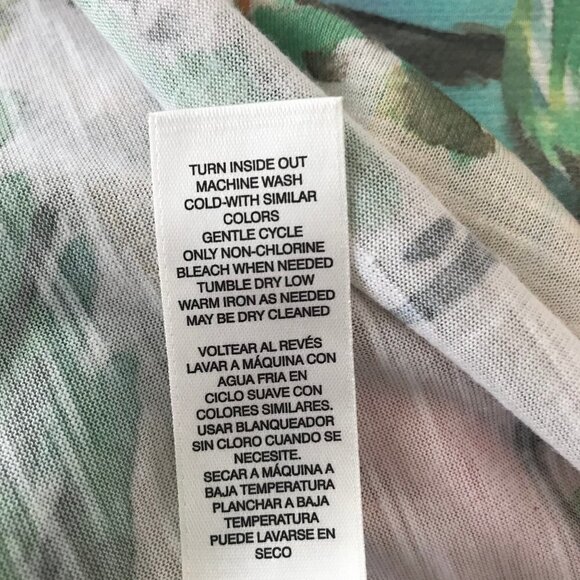 TURN INSIDE OUT
MACHINE WASH
COLD-WITH SIMILAR
COLORS
GENTLE CYCLE
ONLY NON-CHLORINE
BLEACH WHEN NEEDED
TUMBLE DRY LOW
WARM IRON AS NEEDED
MAY BE DRY CLEANED
VOLTEAR AL REVÉS
LAVAR A MÁQUINA CON
AGUA FRIA EN
CICLO SUAVE CON
COLORES SIMILARES.
USAR BLANQUEADOR
SIN CLORO CUANDO SE
NECESITE.
SECAR A MÁQUINA A
BAJA TEMPERATURA
PLANCHAR A BAJA
TEMPERATURA
PUEDE LAVARSE EN
SECO